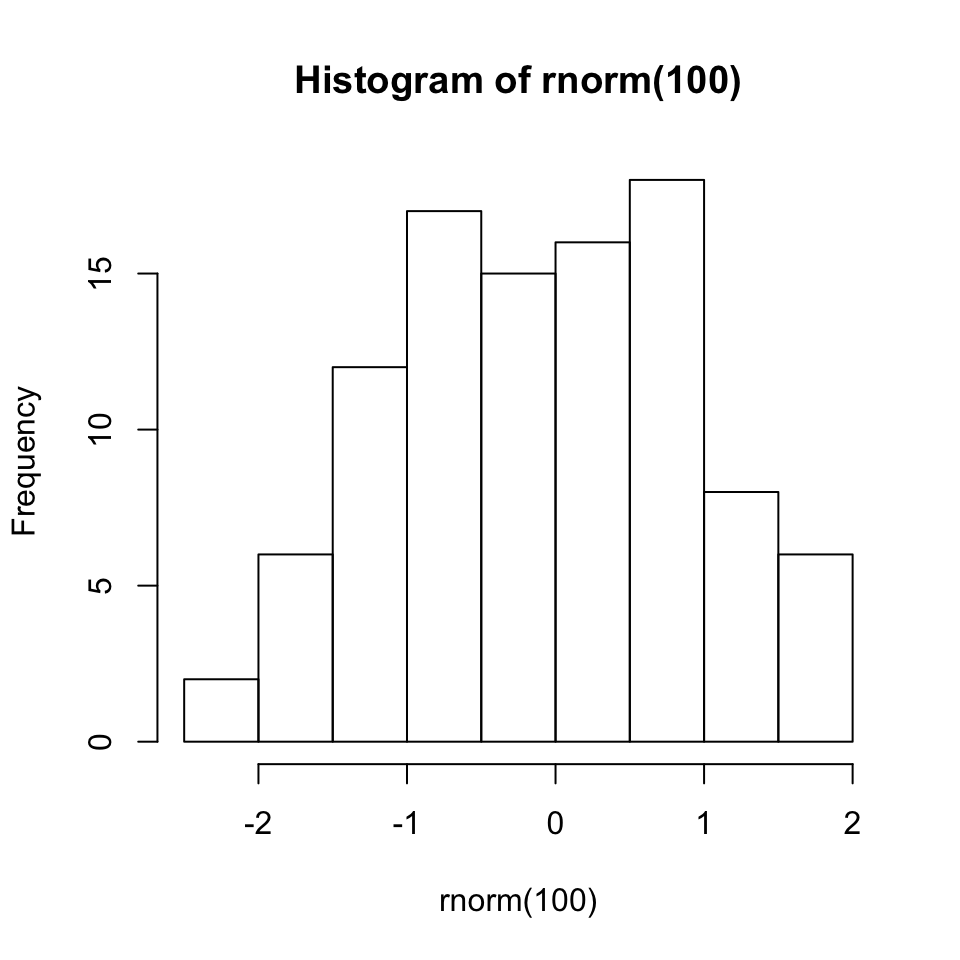 Histogram of rnorm(100)
Frequency
15
10
5
0
-2 -1 0 1 2
rnorm(100)